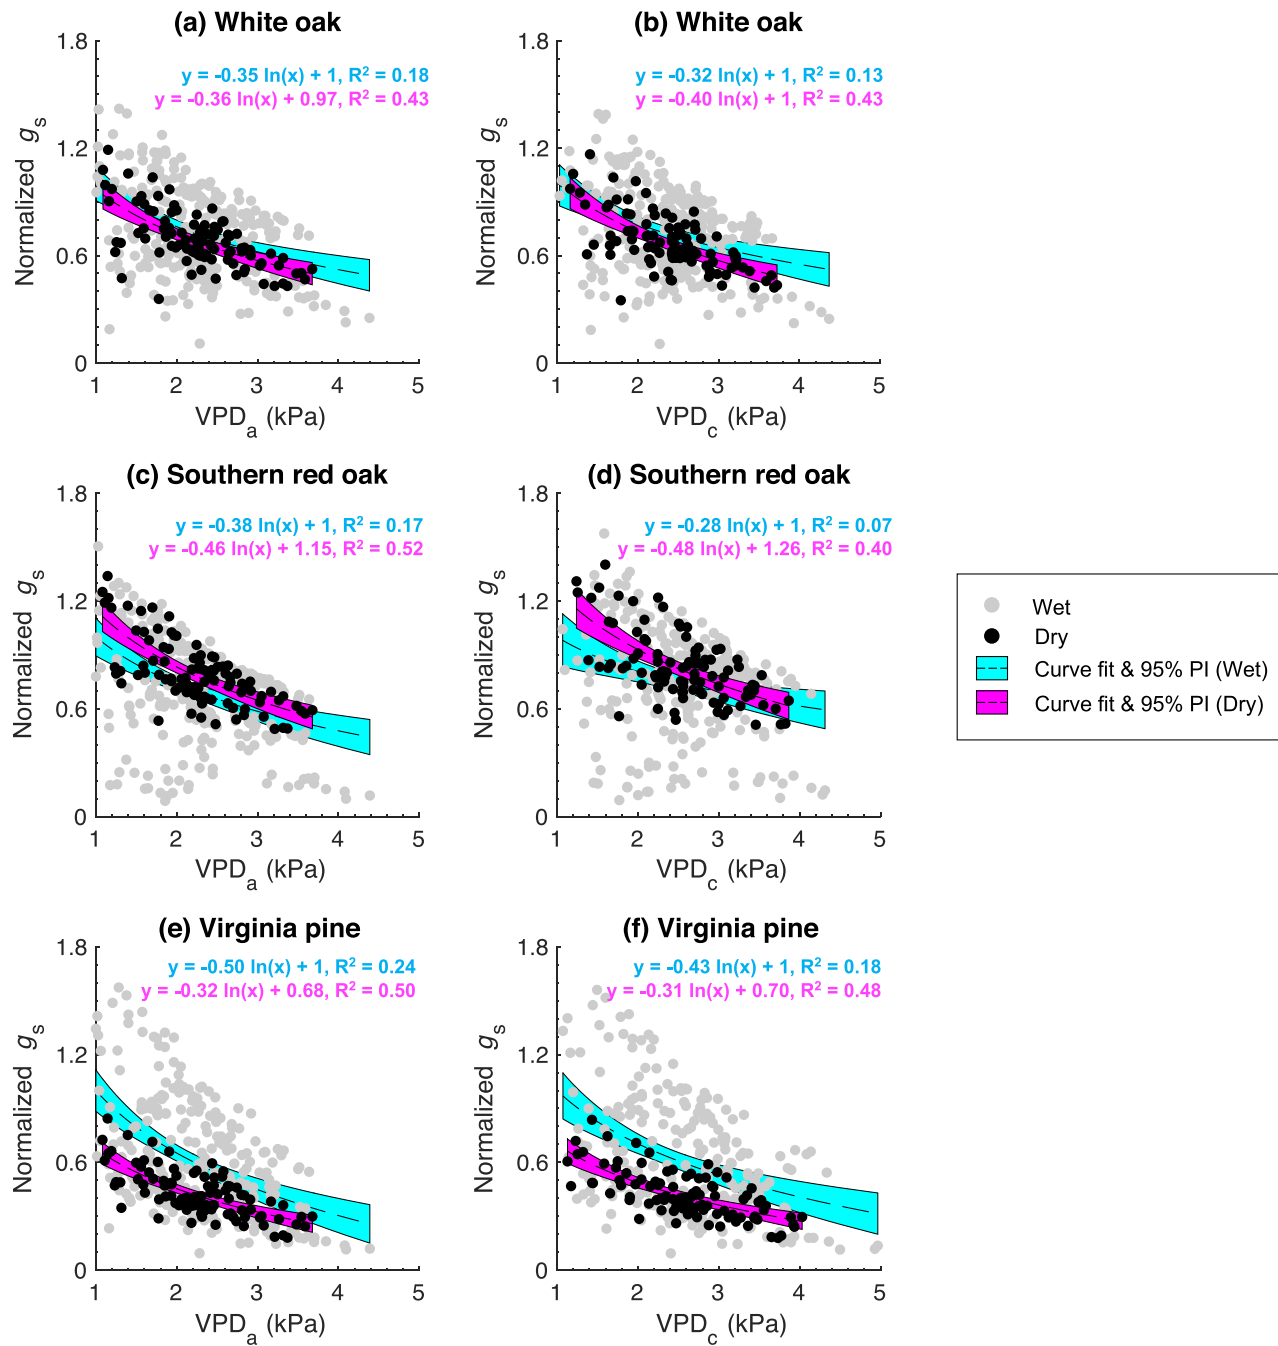 (a) White oak
y = -0.35 ln(x) + 1, R² = 0.18
y = -0.36 ln(x) + 0.97, R² = 0.43
1.8
1.2
0.6
0
Normalized gₛ
1 2 3 4 5
VPDₐ (kPa)
(b) White oak
y = -0.32 ln(x) + 1, R² = 0.13
y = -0.40 ln(x) + 1, R² = 0.43
1.8
1.2
0.6
0
Normalized gₛ
1 2 3 4 5
VPD_c (kPa)
(c) Southern red oak
y = -0.38 ln(x) + 1, R² = 0.17
y = -0.46 ln(x) + 1.15, R² = 0.52
1.8
1.2
0.6
0
Normalized gₛ
1 2 3 4 5
VPDₐ (kPa)
(d) Southern red oak
y = -0.28 ln(x) + 1, R² = 0.07
y = -0.48 ln(x) + 1.26, R² = 0.40
1.8
1.2
0.6
0
Normalized gₛ
1 2 3 4 5
VPD_c (kPa)
Wet
Dry
Curve fit & 95% PI (Wet)
Curve fit & 95% PI (Dry)
(e) Virginia pine
y = -0.50 ln(x) + 1, R² = 0.24
y = -0.32 ln(x) + 0.68, R² = 0.50
1.8
1.2
0.6
0
Normalized gₛ
1 2 3 4 5
VPDₐ (kPa)
(f) Virginia pine
y = -0.43 ln(x) + 1, R² = 0.18
y = -0.31 ln(x) + 0.70, R² = 0.48
1.8
1.2
0.6
0
Normalized gₛ
1 2 3 4 5
VPD_c (kPa)